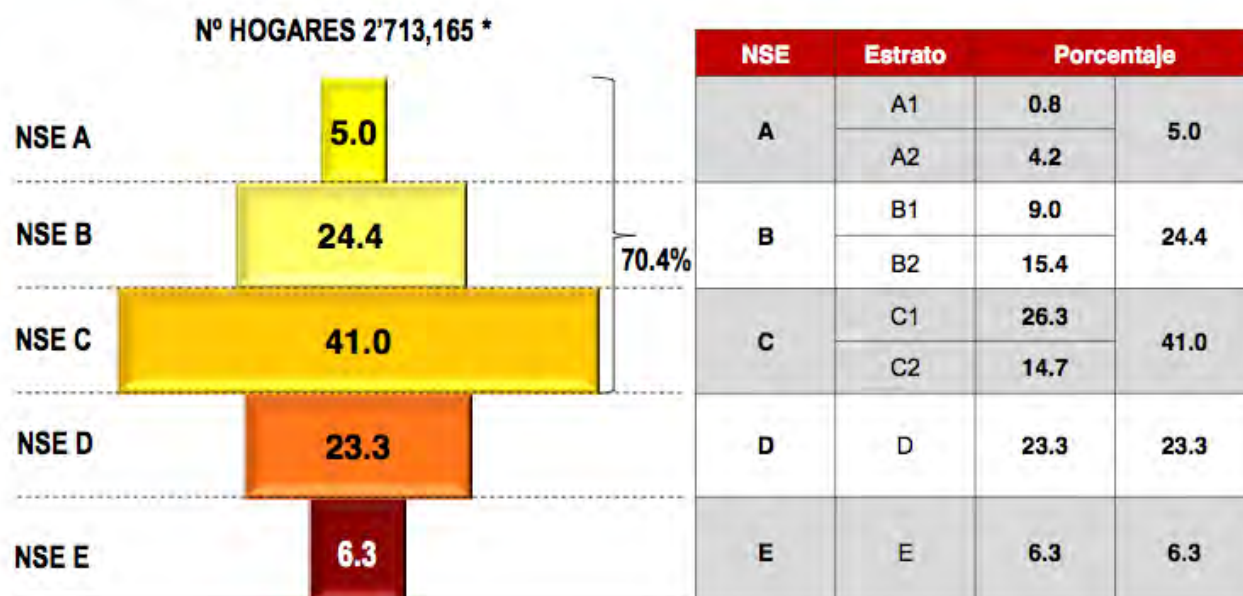 Nº HOGARES 2’713,165 *
NSE A
5.0
NSE B
24.4
70.4%
NSE C
41.0
NSE D
23.3
NSE E
6.3
NSE Estrato Porcentaje
A A1 0.8 5.0
A2 4.2
B B1 9.0 24.4
B2 15.4
C C1 26.3 41.0
C2 14.7
D D 23.3 23.3
E E 6.3 6.3